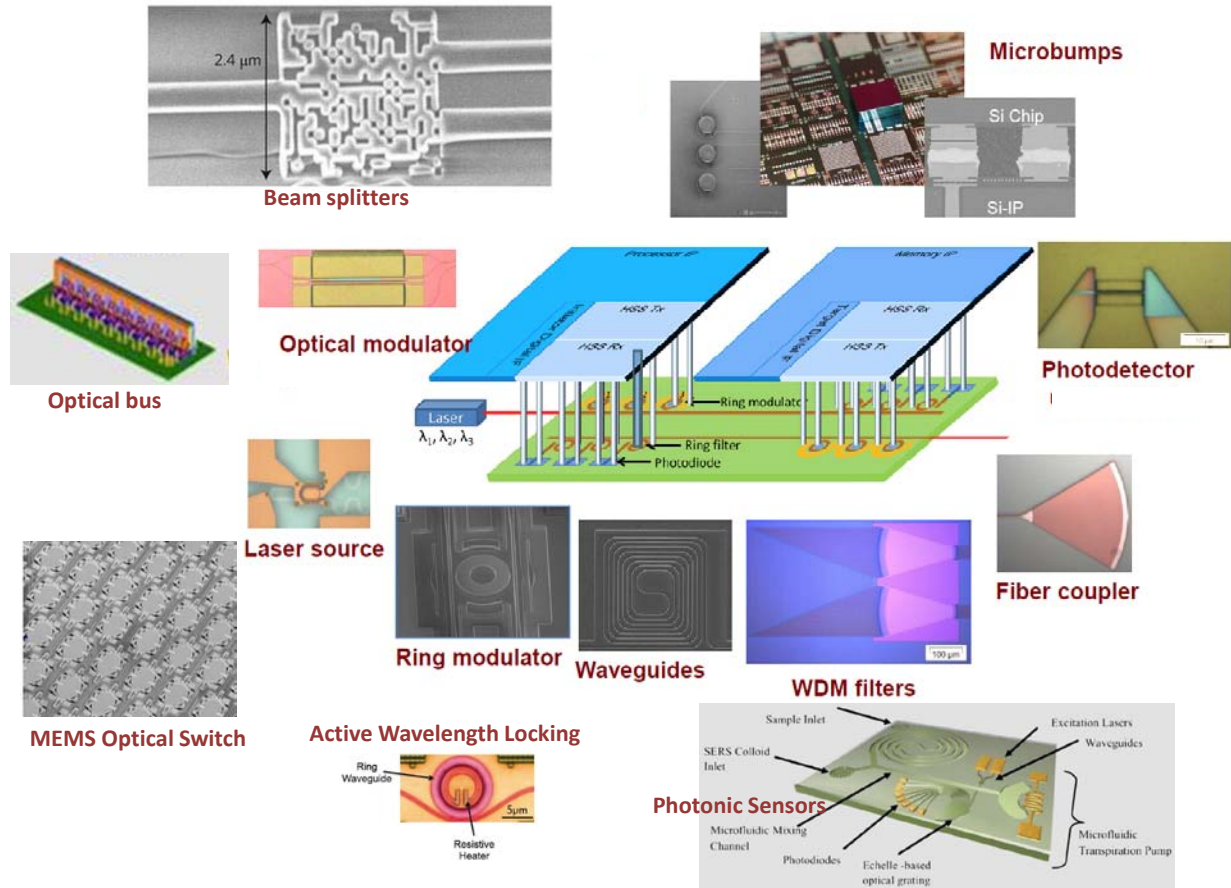 2.4 μm
Beam splitters
Microbumps
Si Chip
Si-IP
Optical bus
Optical modulator
Processor IP
HSS Tx
HSS Rx
Memory IP
Target Digital IP
HSS Rx
HSS Tx
Photodetector
Laser
λ1, λ2, λ3
Ring modulator
Ring filter
Photodiode
Laser source
Ring modulator
Waveguides
100 μm
WDM filters
Fiber coupler
MEMS Optical Switch
Active Wavelength Locking
Ring
Waveguide
5μm
Resistive
Heater
Photonic Sensors
Sample Inlet
SERS Colloid
Inlet
Excitation Lasers
Waveguides
Microfluidic Mixing
Channel
Photodiodes
Echelle -based
optical grating
Microfluidic
Transpiration Pump